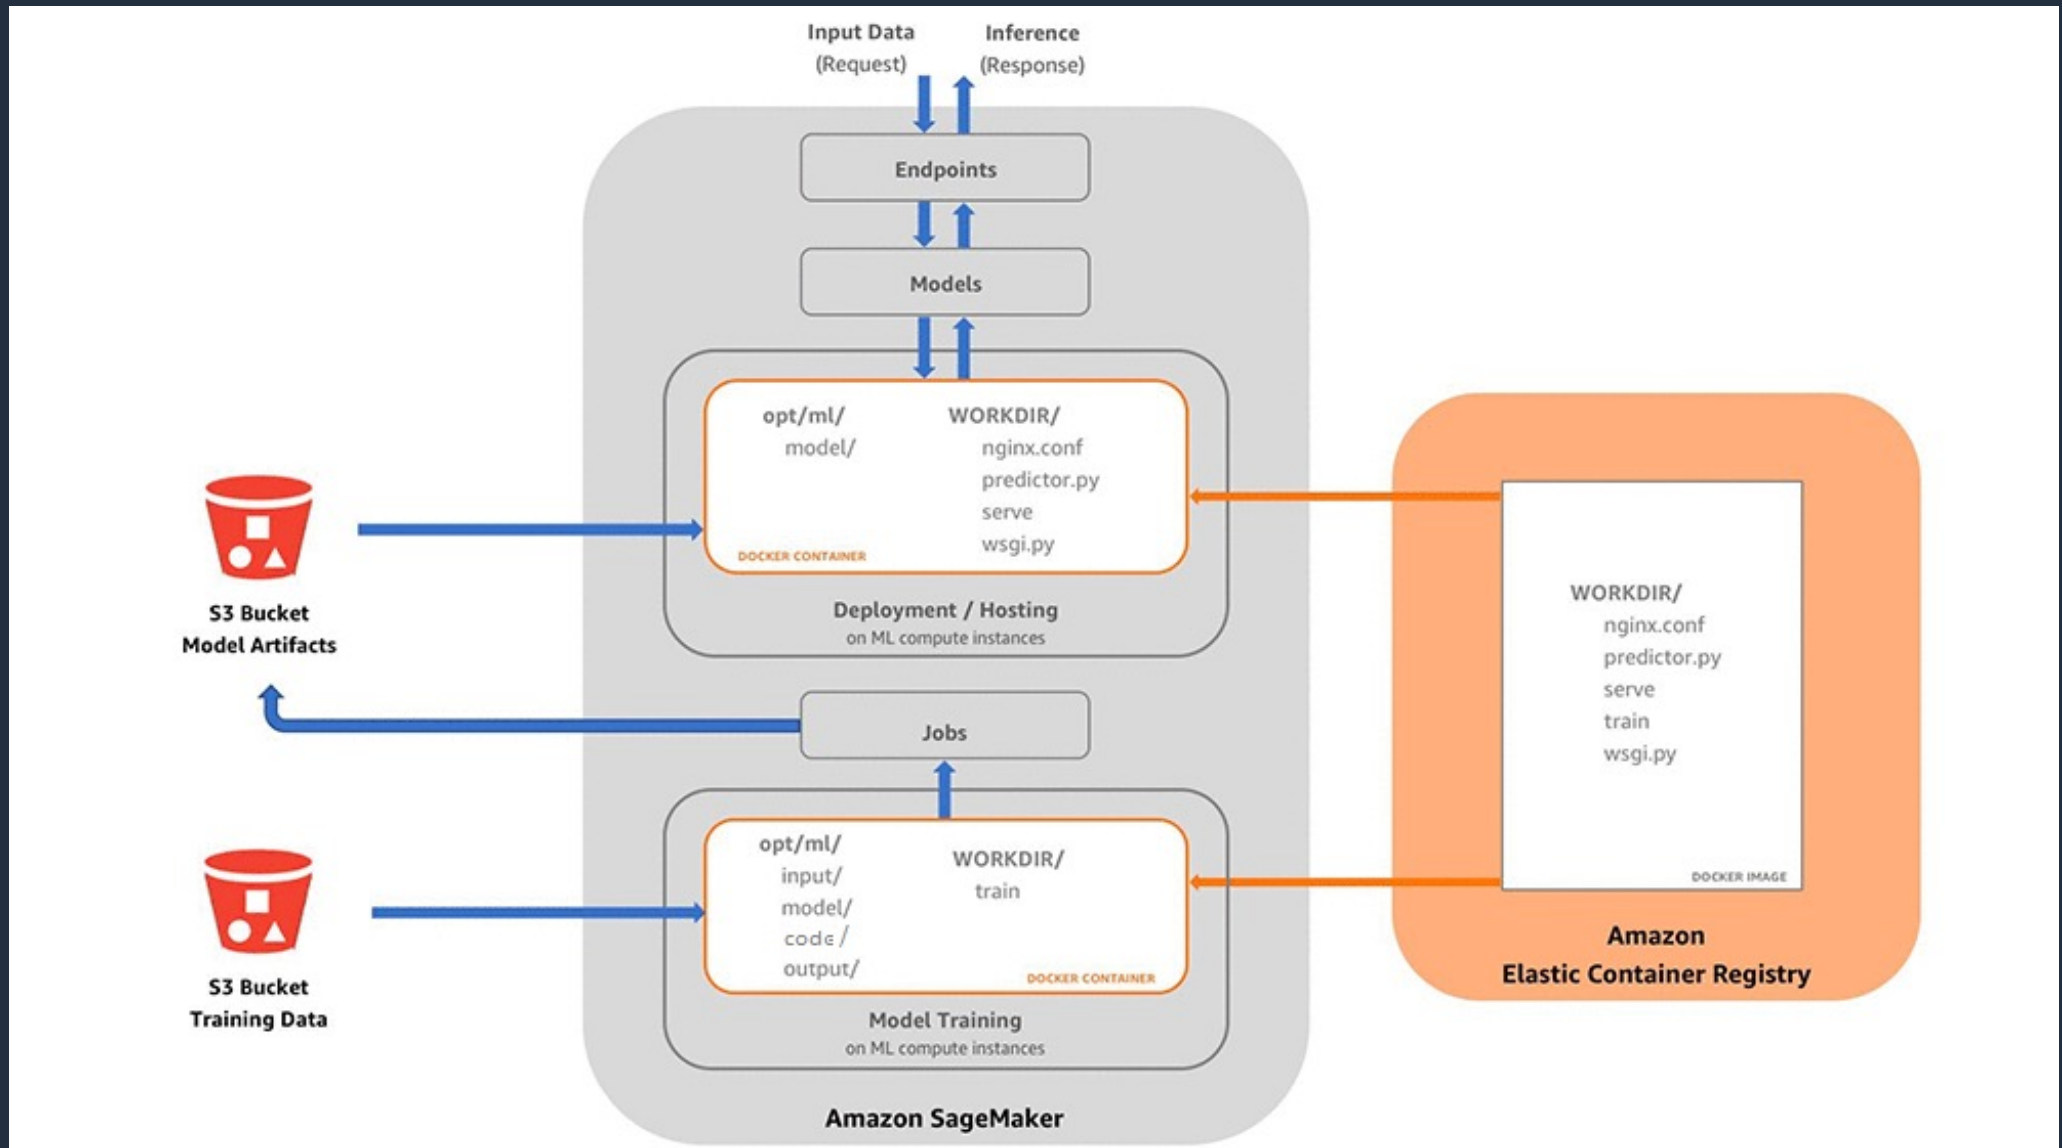 Input Data
(Request)
Inference
(Response)
Endpoints
Models
opt/ml/
model/
WORKDIR/
nginx.conf
predictor.py
serve
wsgi.py
DOCKER CONTAINER
Deployment / Hosting
on ML compute instances
S3 Bucket
Model Artifacts
Jobs
opt/ml/
input/
model/
code/
output/
WORKDIR/
train
DOCKER CONTAINER
Model Training
on ML compute instances
S3 Bucket
Training Data
Amazon SageMaker
WORKDIR/
nginx.conf
predictor.py
serve
train
wsgi.py
DOCKER IMAGE
Amazon
Elastic Container Registry